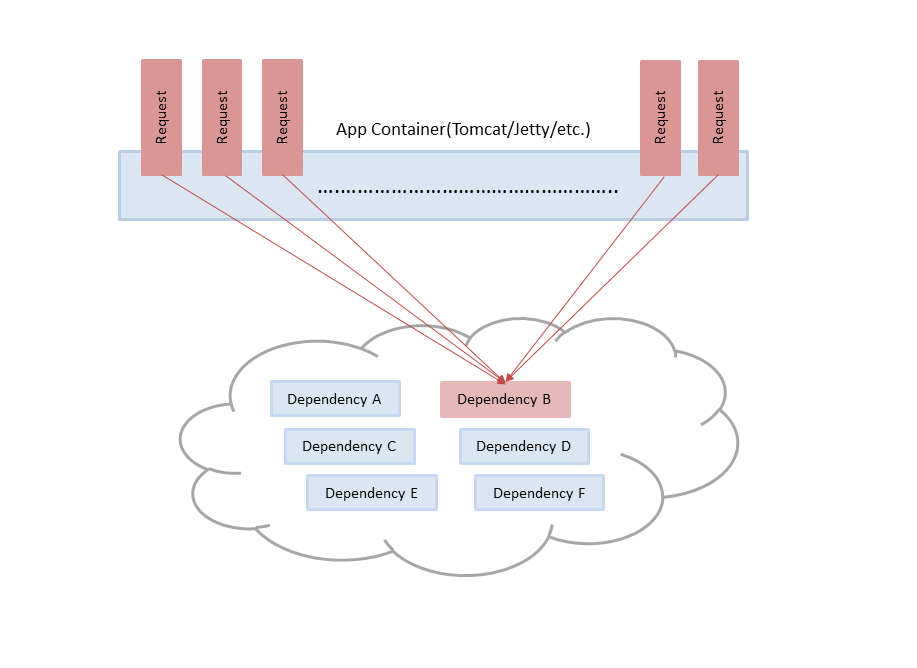 Request
Request
Request
Request
Request
App Container(Tomcat/Jetty/etc.)
Dependency A
Dependency B
Dependency C
Dependency D
Dependency E
Dependency F